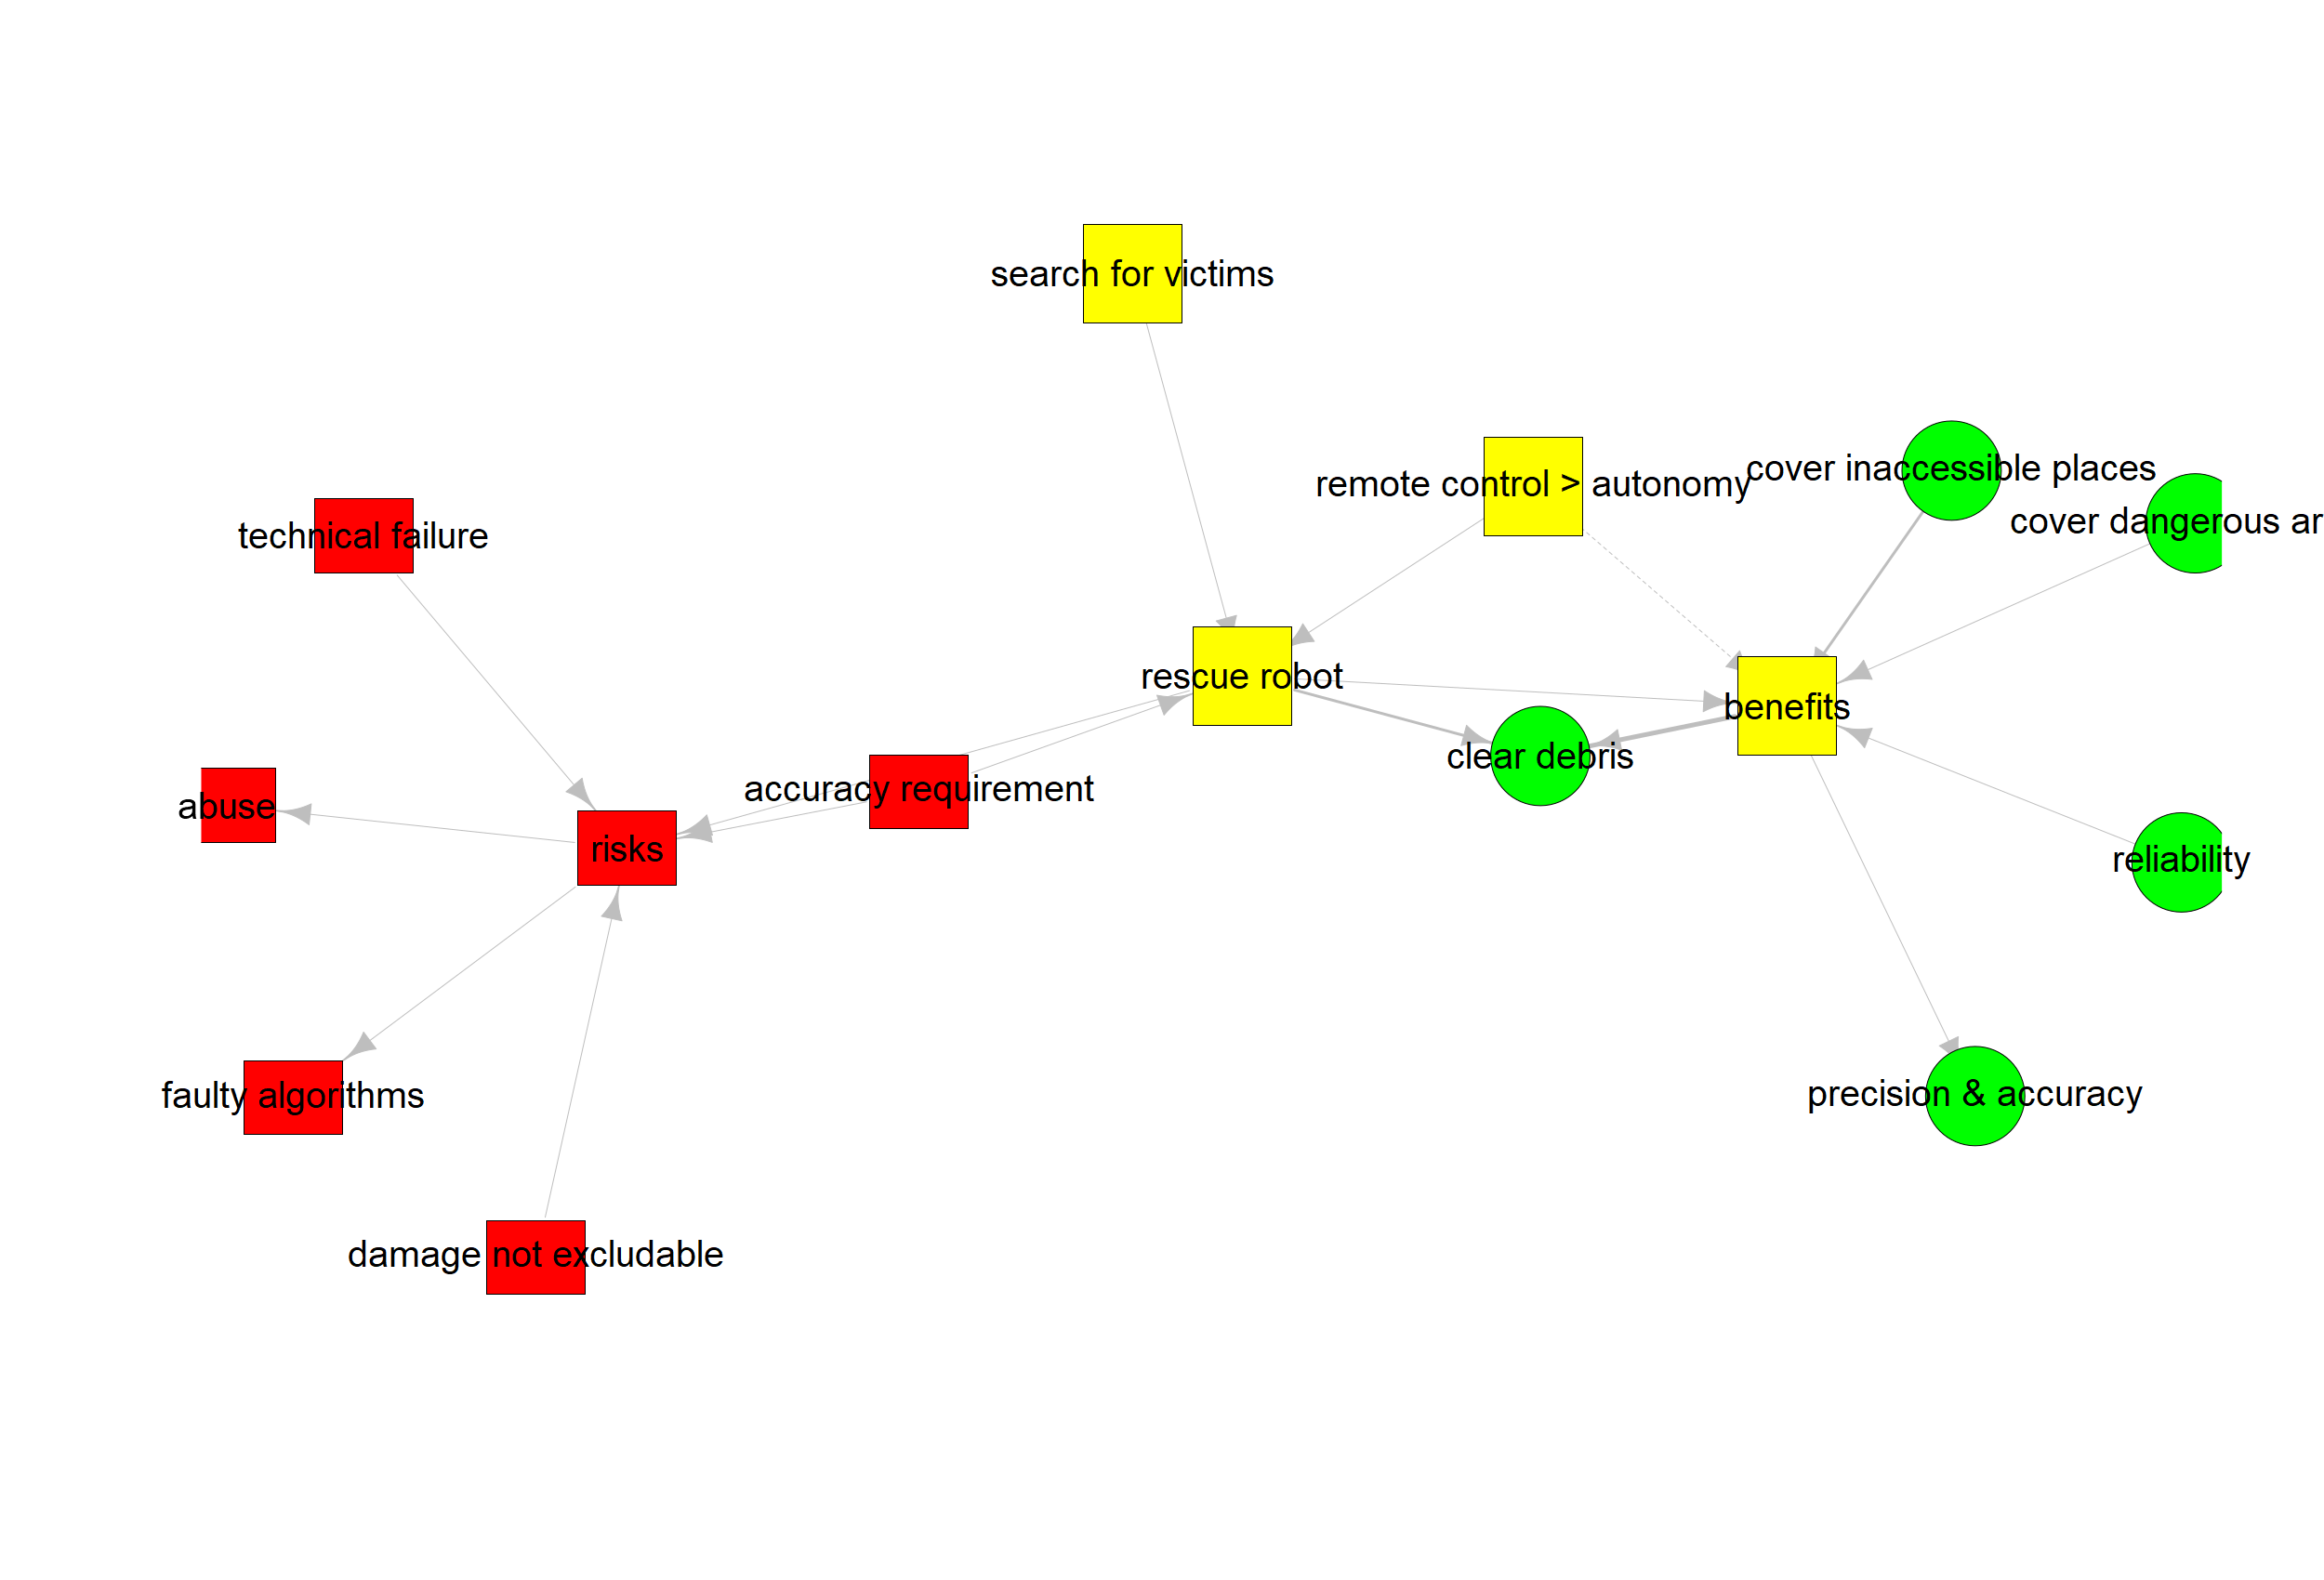 search for victims
remote control > autonomy
cover inaccessible places
cover dangerous
technical failure
rescue robot
benefits
clear debris
accuracy requirement
abuse
risks
reliability
faulty algorithms
precision & accuracy
damage not excludable